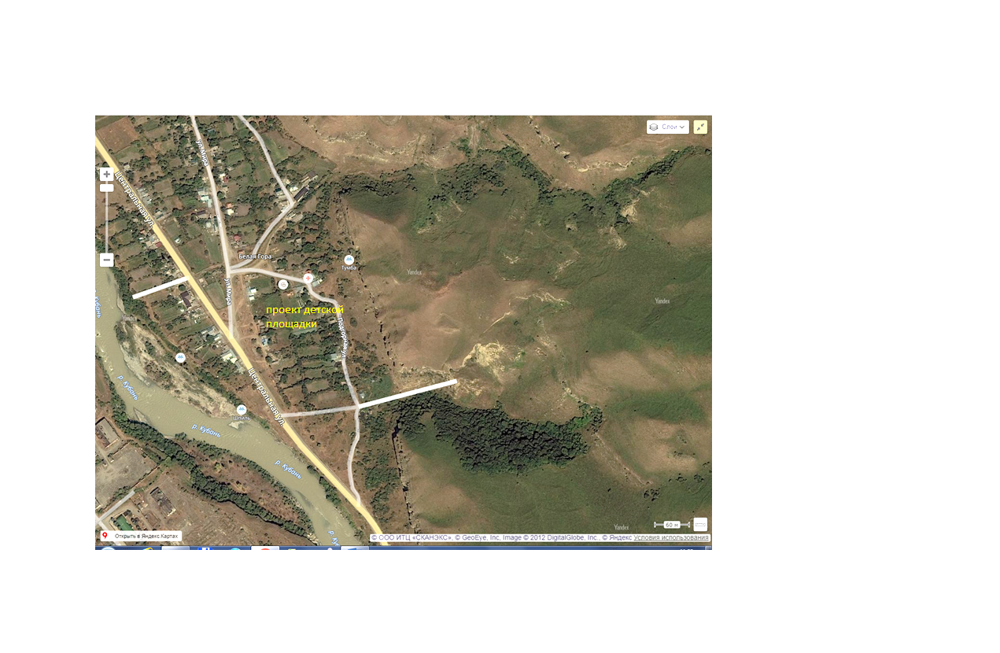 Слои
ул. Мира
Центральная ул.
Белая Гора
Тумба
Yandex
Yandex
ул. Мира
проект детской
площадки
Подгорная ул.
Центральная ул.
Шпиль
р. Кубань
р. Кубань
р. Кубань
60 м
Yandex
Открыть в Яндекс.Картах
© ООО ИТЦ «СКАНЭКС», © GeoEye, Inc, Image © 2012 DigitalGlobe, Inc., © Яндекс Условия использования